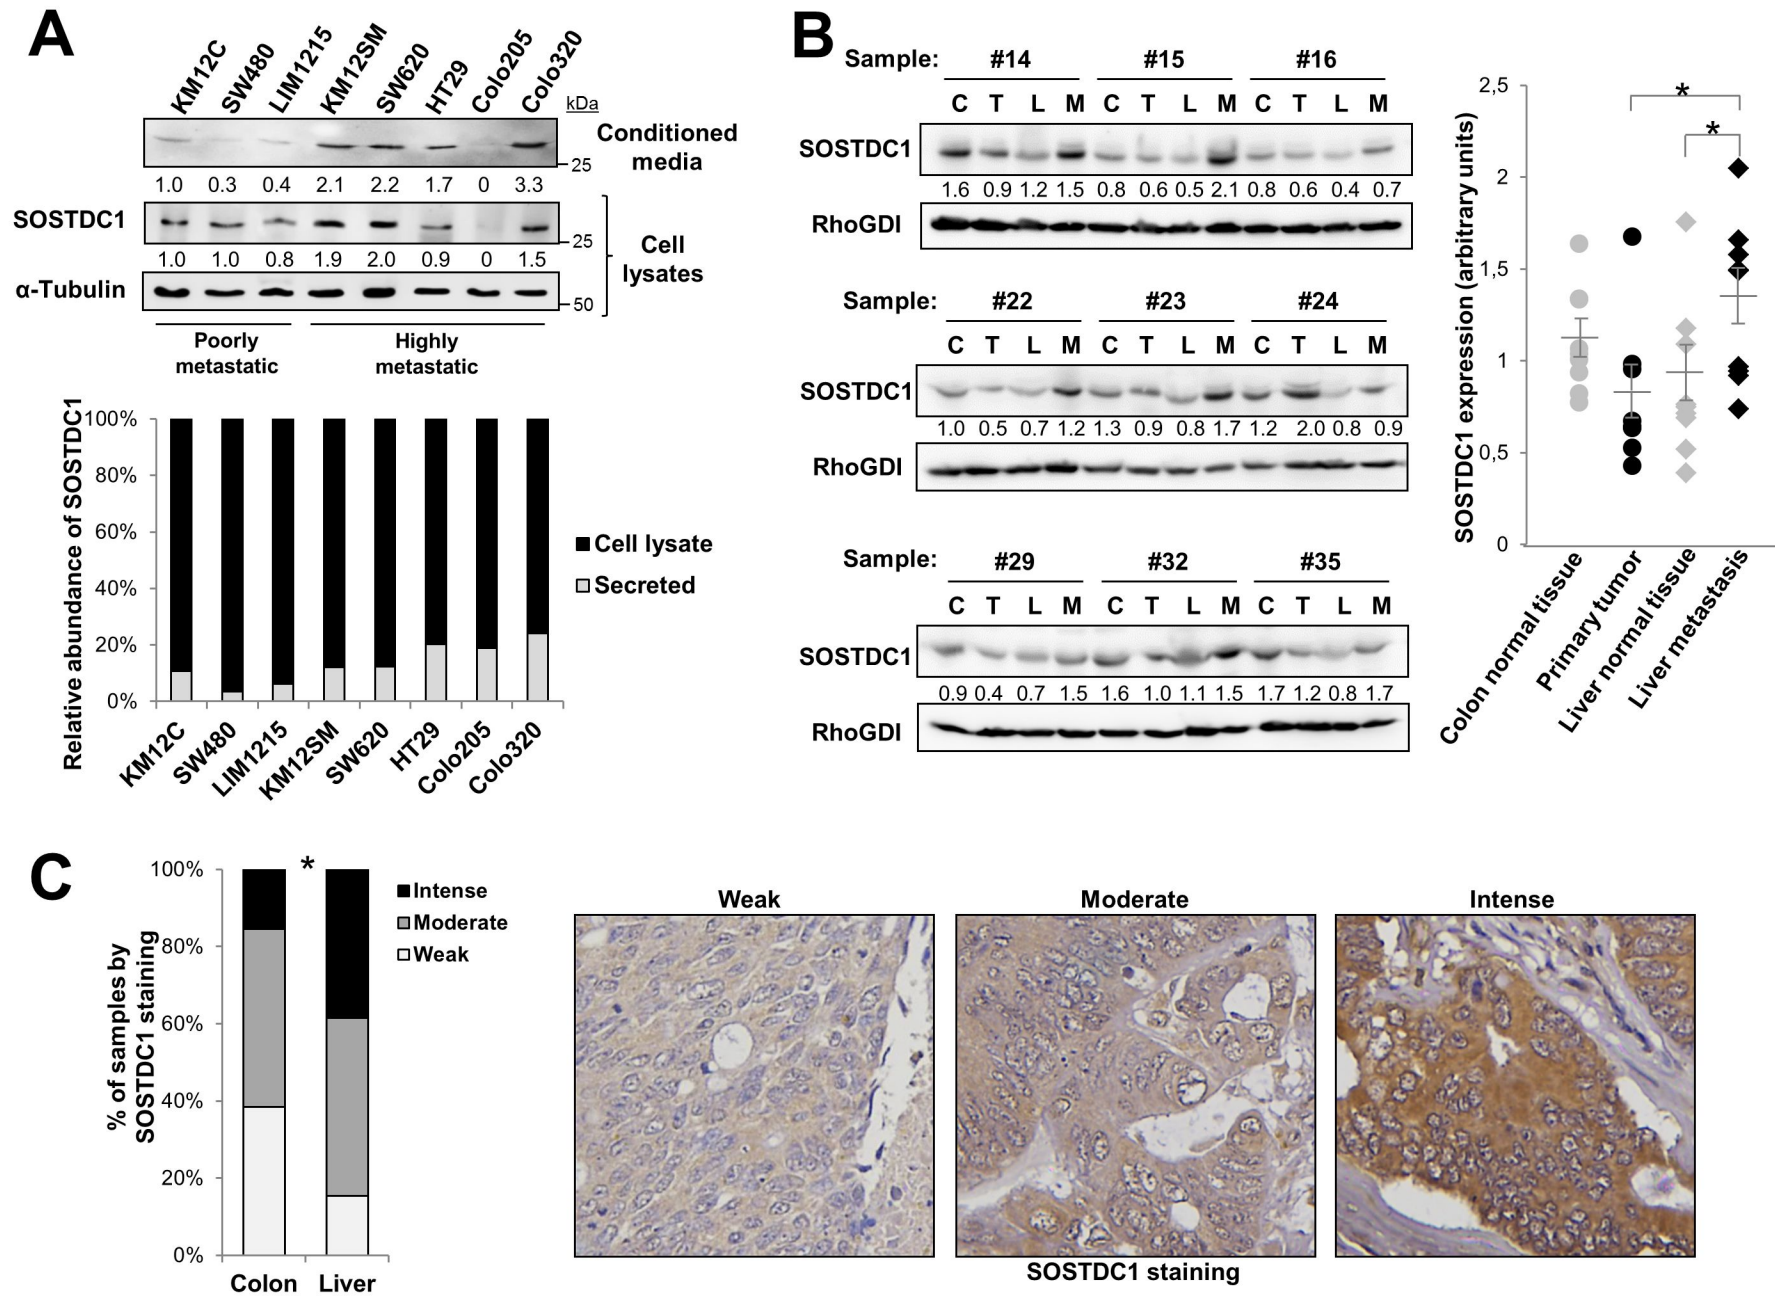 A
KM12C SW480 LIM1215 KM12SM SW620 HT29 Colo205 Colo320
kDa
Conditioned
media
25
1.0 0.3 0.4 2.1 2.2 1.7 0 3.3
SOSTDC1
25
1.0 1.0 0.8 1.9 2.0 0.9 0 1.5
Cell
lysates
α-Tubulin
50
Poorly
metastatic
Highly
metastatic
Relative abundance of SOSTDC1
100%
80%
60%
40%
20%
0%
KM12C SW480 LIM1215 KM12SM SW620 HT29 Colo205 Colo320
Cell lysate
Secreted
B
Sample: #14 #15 #16
C T L M C T L M C T L M
SOSTDC1
1.6 0.9 1.2 1.5 0.8 0.6 0.5 2.1 0.8 0.6 0.4 0.7
RhoGDI
Sample: #22 #23 #24
C T L M C T L M C T L M
SOSTDC1
1.0 0.5 0.7 1.2 1.3 0.9 0.8 1.7 1.2 2.0 0.8 0.9
RhoGDI
Sample: #29 #32 #35
C T L M C T L M C T L M
SOSTDC1
0.9 0.4 0.7 1.5 1.6 1.0 1.1 1.5 1.7 1.2 0.8 1.7
RhoGDI
SOSTDC1 expression (arbitrary units)
2,5
2
1,5
1
0,5
0
*
*
Colon normal tissue
Primary tumor
Liver normal tissue
Liver metastasis
C
% of samples by
SOSTDC1 staining
100%
80%
60%
40%
20%
0%
*
Colon Liver
Intense
Moderate
Weak
Weak Moderate Intense
SOSTDC1 staining